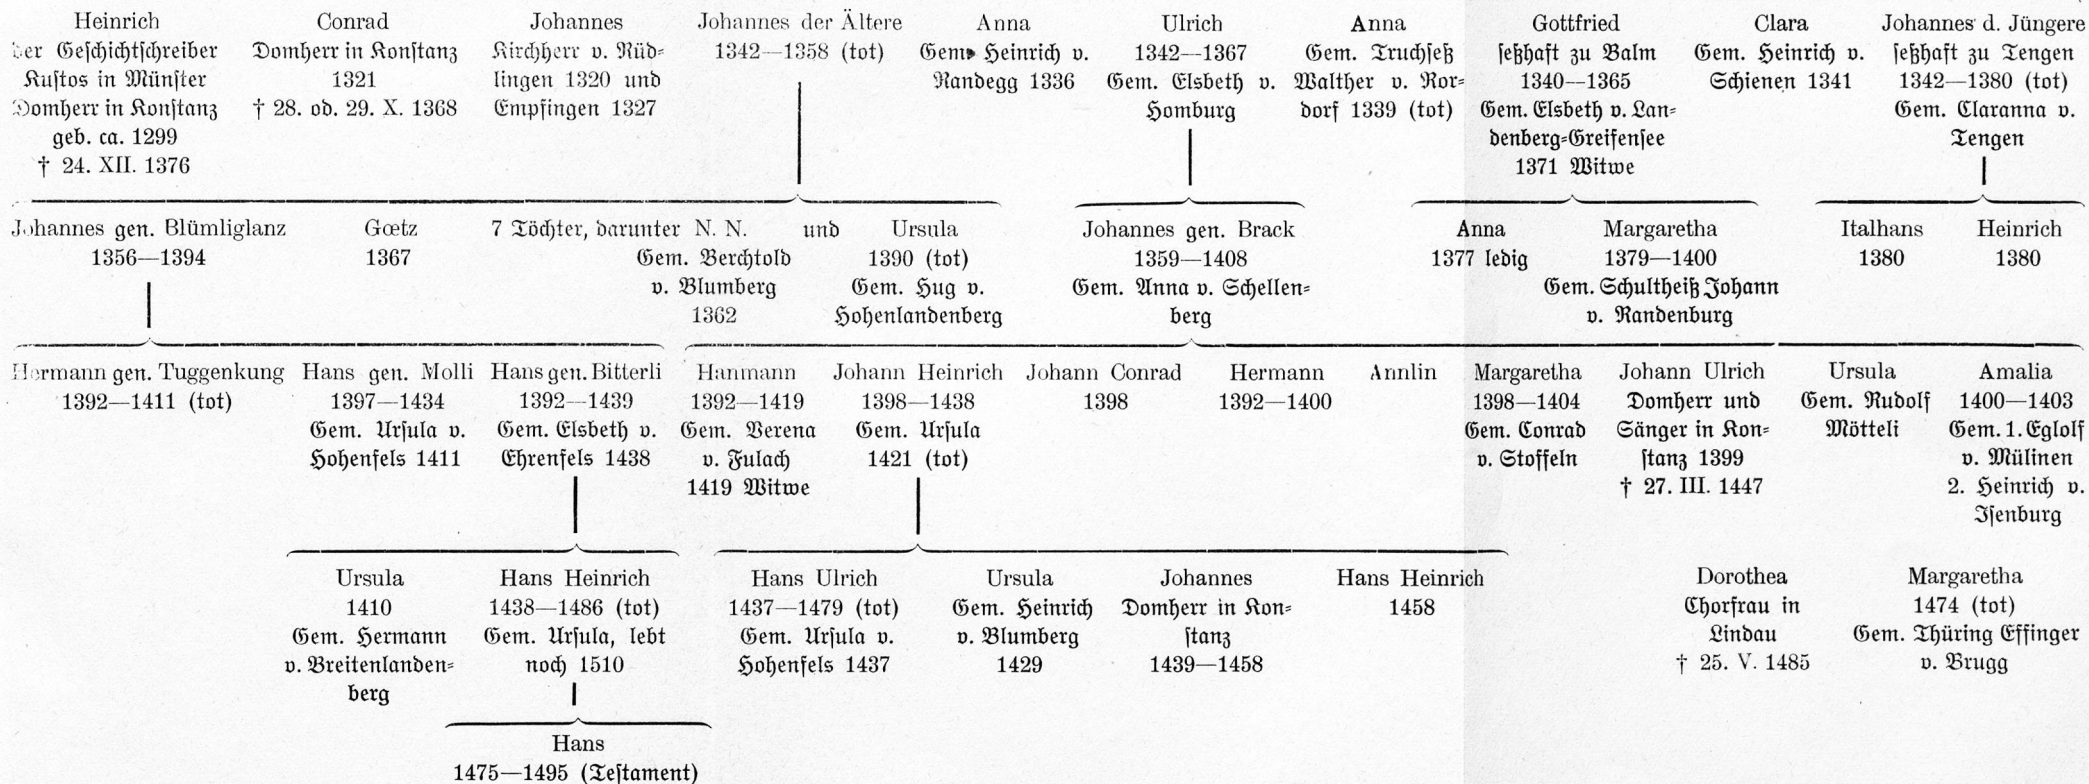 Heinrich
der Geschichtschreiber
Kustos in Münster
Domherr in Konstanz
geb. ca. 1299
† 24. XII. 1376
Conrad
Domherr in Konstanz
1321
† 28. od. 29. X. 1368
Johannes
Kirchherr v. Rüd=
lingen 1320 und
Empfingen 1327
Johannes der Ältere
1342—1358 (tot)
Anna
Gem. Heinrich v.
Randegg 1336
Ulrich
1342—1367
Gem. Elsbeth v.
Homburg
Anna
Gem. Truchseß
Walther v. Ror=
dorf 1339 (tot)
Gottfried
seßhaft zu Balm
1340—1365
Gem. Elsbeth v. Lan=
denberg=Greifensee
1371 Witwe
Clara
Gem. Heinrich v.
Schienen 1341
Johannes d. Jüngere
seßhaft zu Tengen
1342—1380 (tot)
Gem. Claranna v.
Tengen
Johannes gen. Blümliglanz
1356—1394
Gœtz
1367
7 Töchter, darunter N. N. und
Gem. Berchtold
v. Blumberg
1362
Ursula
1390 (tot)
Gem. Hug v.
Hohenlandenberg
Johannes gen. Brack
1359—1408
Gem. Anna v. Schellen=
berg
Anna
1377 ledig
Margaretha
1379—1400
Gem. Schultheiß Johann
v. Randenburg
Italhans
1380
Heinrich
1380
Hermann gen. Tuggenkung
1392—1411 (tot)
Hans gen. Molli
1397—1434
Gem. Ursula v.
Hohenfels 1411
Hans gen. Bitterli
1392—1439
Gem. Elsbeth v.
Ehrenfels 1438
Hanmann
1392—1419
Gem. Verena
v. Fulach
1419 Witwe
Johann Heinrich
1398—1438
Gem. Ursula
1421 (tot)
Johann Conrad
1398
Hermann
1392—1400
Annlin
Margaretha
1398—1404
Gem. Conrad
v. Stoffeln
Johann Ulrich
Domherr und
Sänger in Kon=
stanz 1399
† 27. III. 1447
Ursula
Gem. Rudolf
Mötteli
Amalia
1400—1403
Gem. 1. Eglolf
v. Mülinen
2. Heinrich v.
Isenburg
Ursula
1410
Gem. Hermann
v. Breitenlanden=
berg
Hans Heinrich
1438—1486 (tot)
Gem. Ursula, lebt
noch 1510
Hans Ulrich
1437—1479 (tot)
Gem. Ursula v.
Hohenfels 1437
Ursula
Gem. Heinrich
v. Blumberg
1429
Johannes
Domherr in Kon=
stanz
1439—1458
Hans Heinrich
1458
Dorothea
Chorfrau in
Lindau
† 25. V. 1485
Margaretha
1474 (tot)
Gem. Thüring Effinger
v. Brugg
Hans
1475—1495 (Testament)